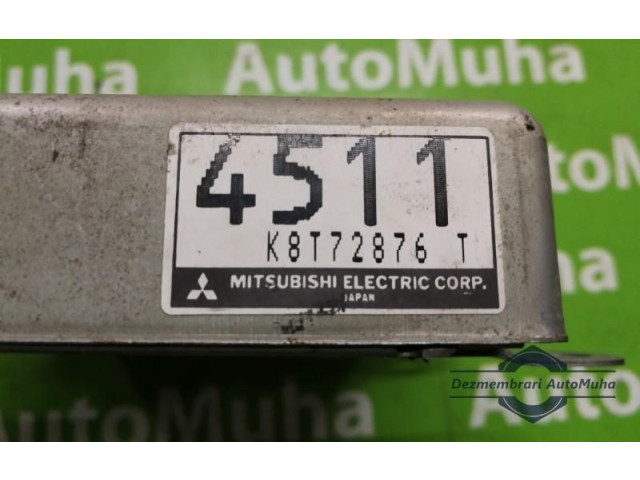 AutoMuha
4511
K8T72876 T
MITSUBISHI ELECTRIC CORP.
JAPAN
Dezmembrari AutoMuha
AutoMuha